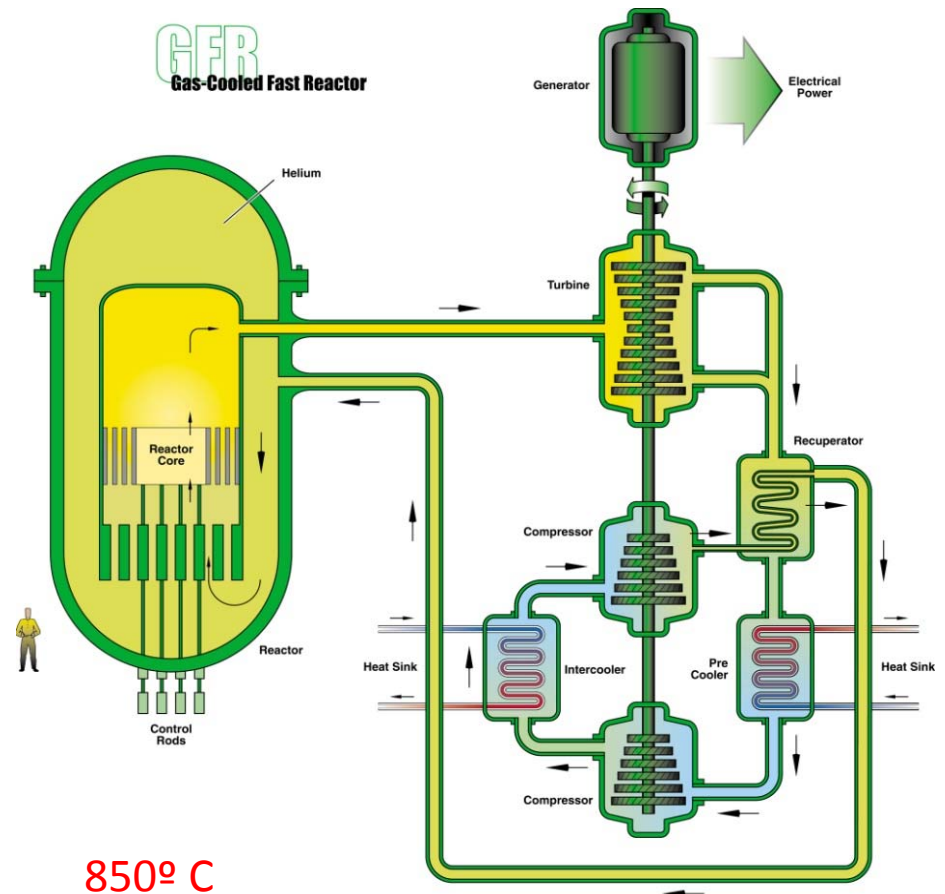 GFR
Gas-Cooled Fast Reactor
Generator
Electrical
Power
Helium
Turbine
Recuperator
Reactor
Core
Compressor
Reactor
Heat Sink
Intercooler
Pre
Cooler
Heat Sink
Control
Rods
Compressor
850º C